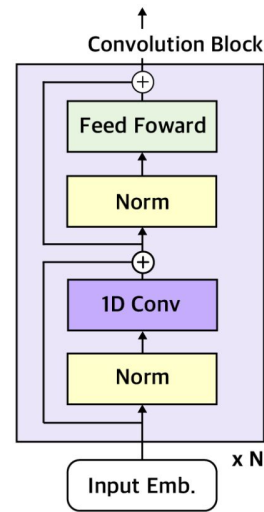 Convolution Block
Feed Foward
Norm
1D Conv
Norm
x N
Input Emb.